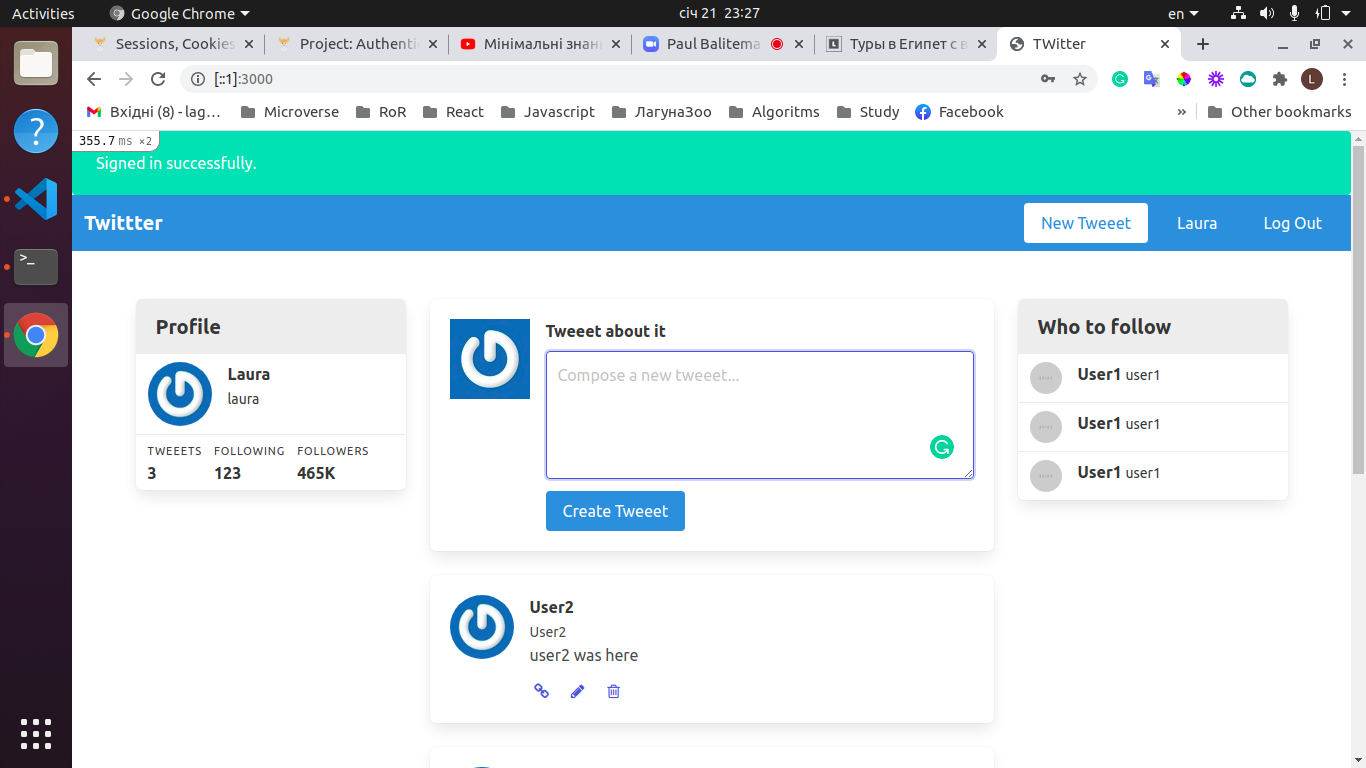 Activities
Google Chrome
січ 21 23:27
en
Sessions, Cookies
Project: Authenti
Мінімальні знан
Paul Balitema
Туры в Египет с в
TWitter
[::1]:3000
L
Вхідні (8) - lag…
Microverse
RoR
React
Javascript
ЛагунаЗоо
Algoritms
Study
Facebook
»
Other bookmarks
355.7 ms ×2
Signed in successfully.
Twittter
New Tweeet
Laura
Log Out
Profile
Laura
laura
TWEEETS FOLLOWING FOLLOWERS
3 123 465K
Tweeet about it
Compose a new tweeet...
Create Tweeet
User2
User2
user2 was here
Who to follow
User1 user1
User1 user1
User1 user1